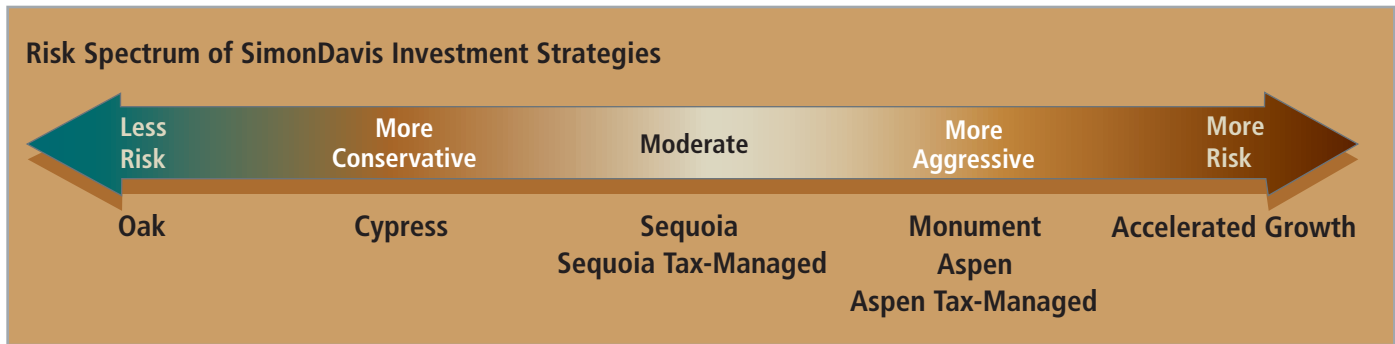 Risk Spectrum of SimonDavis Investment Strategies
Less Risk
More Conservative
Moderate
More Aggressive
More Risk
Oak
Cypress
Sequoia
Sequoia Tax-Managed
Monument
Aspen
Aspen Tax-Managed
Accelerated Growth